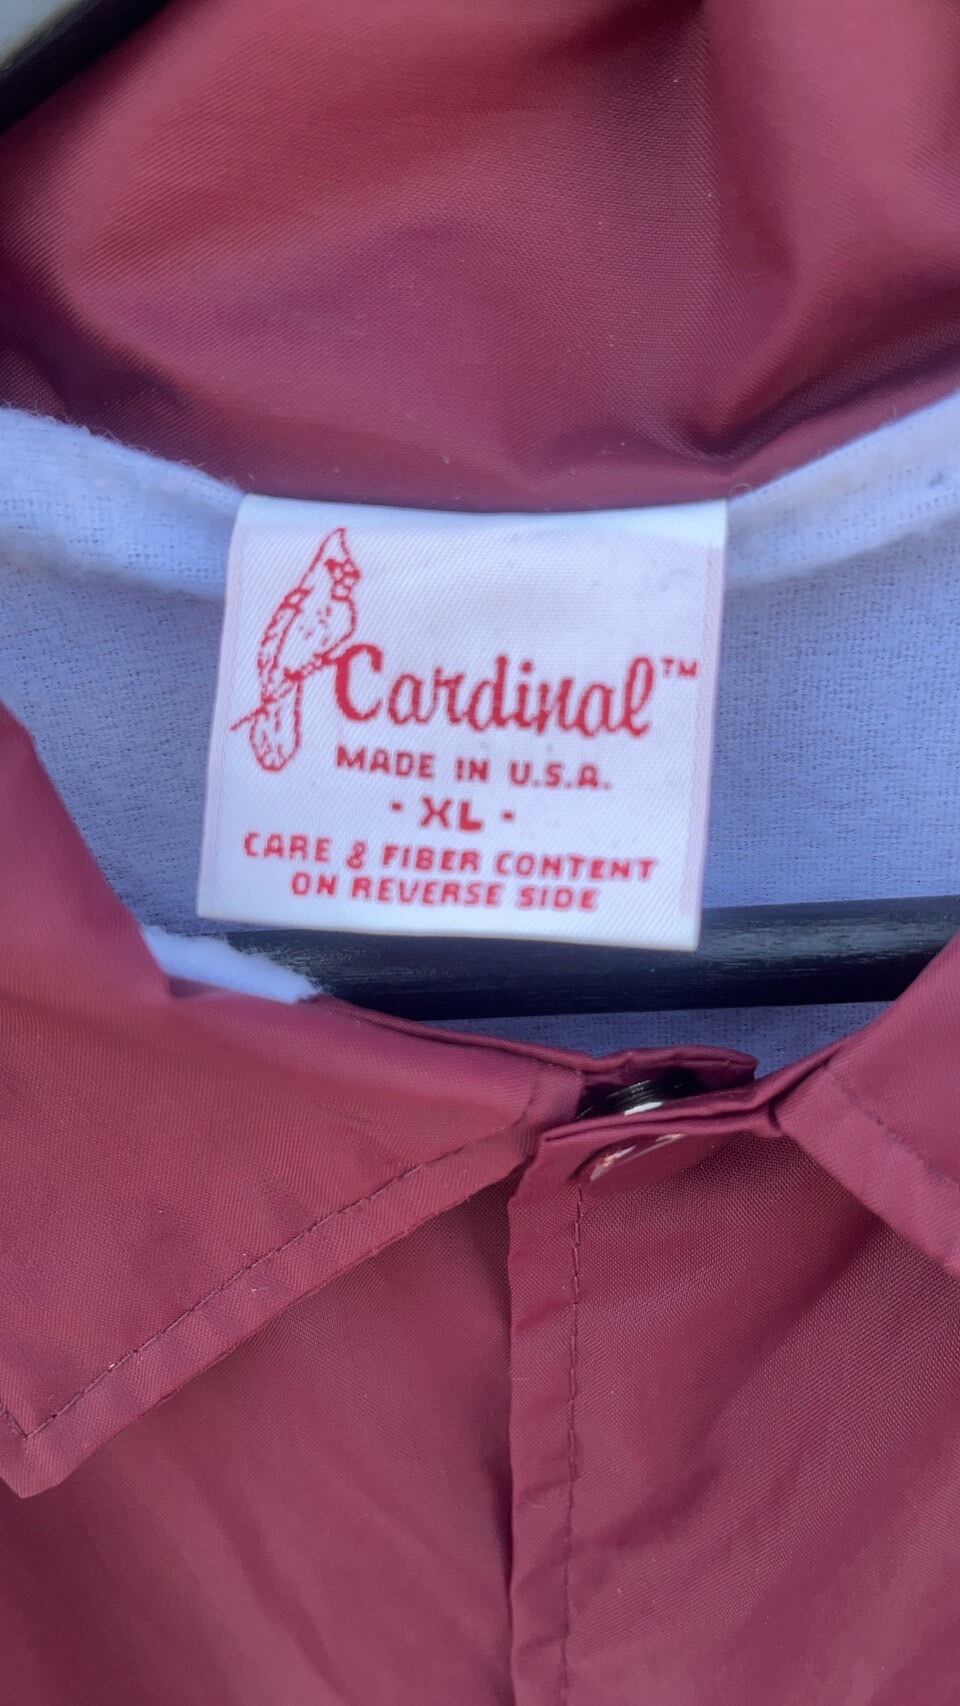 Cardinal™
MADE IN U.S.A.
- XL -
CARE & FIBER CONTENT
ON REVERSE SIDE